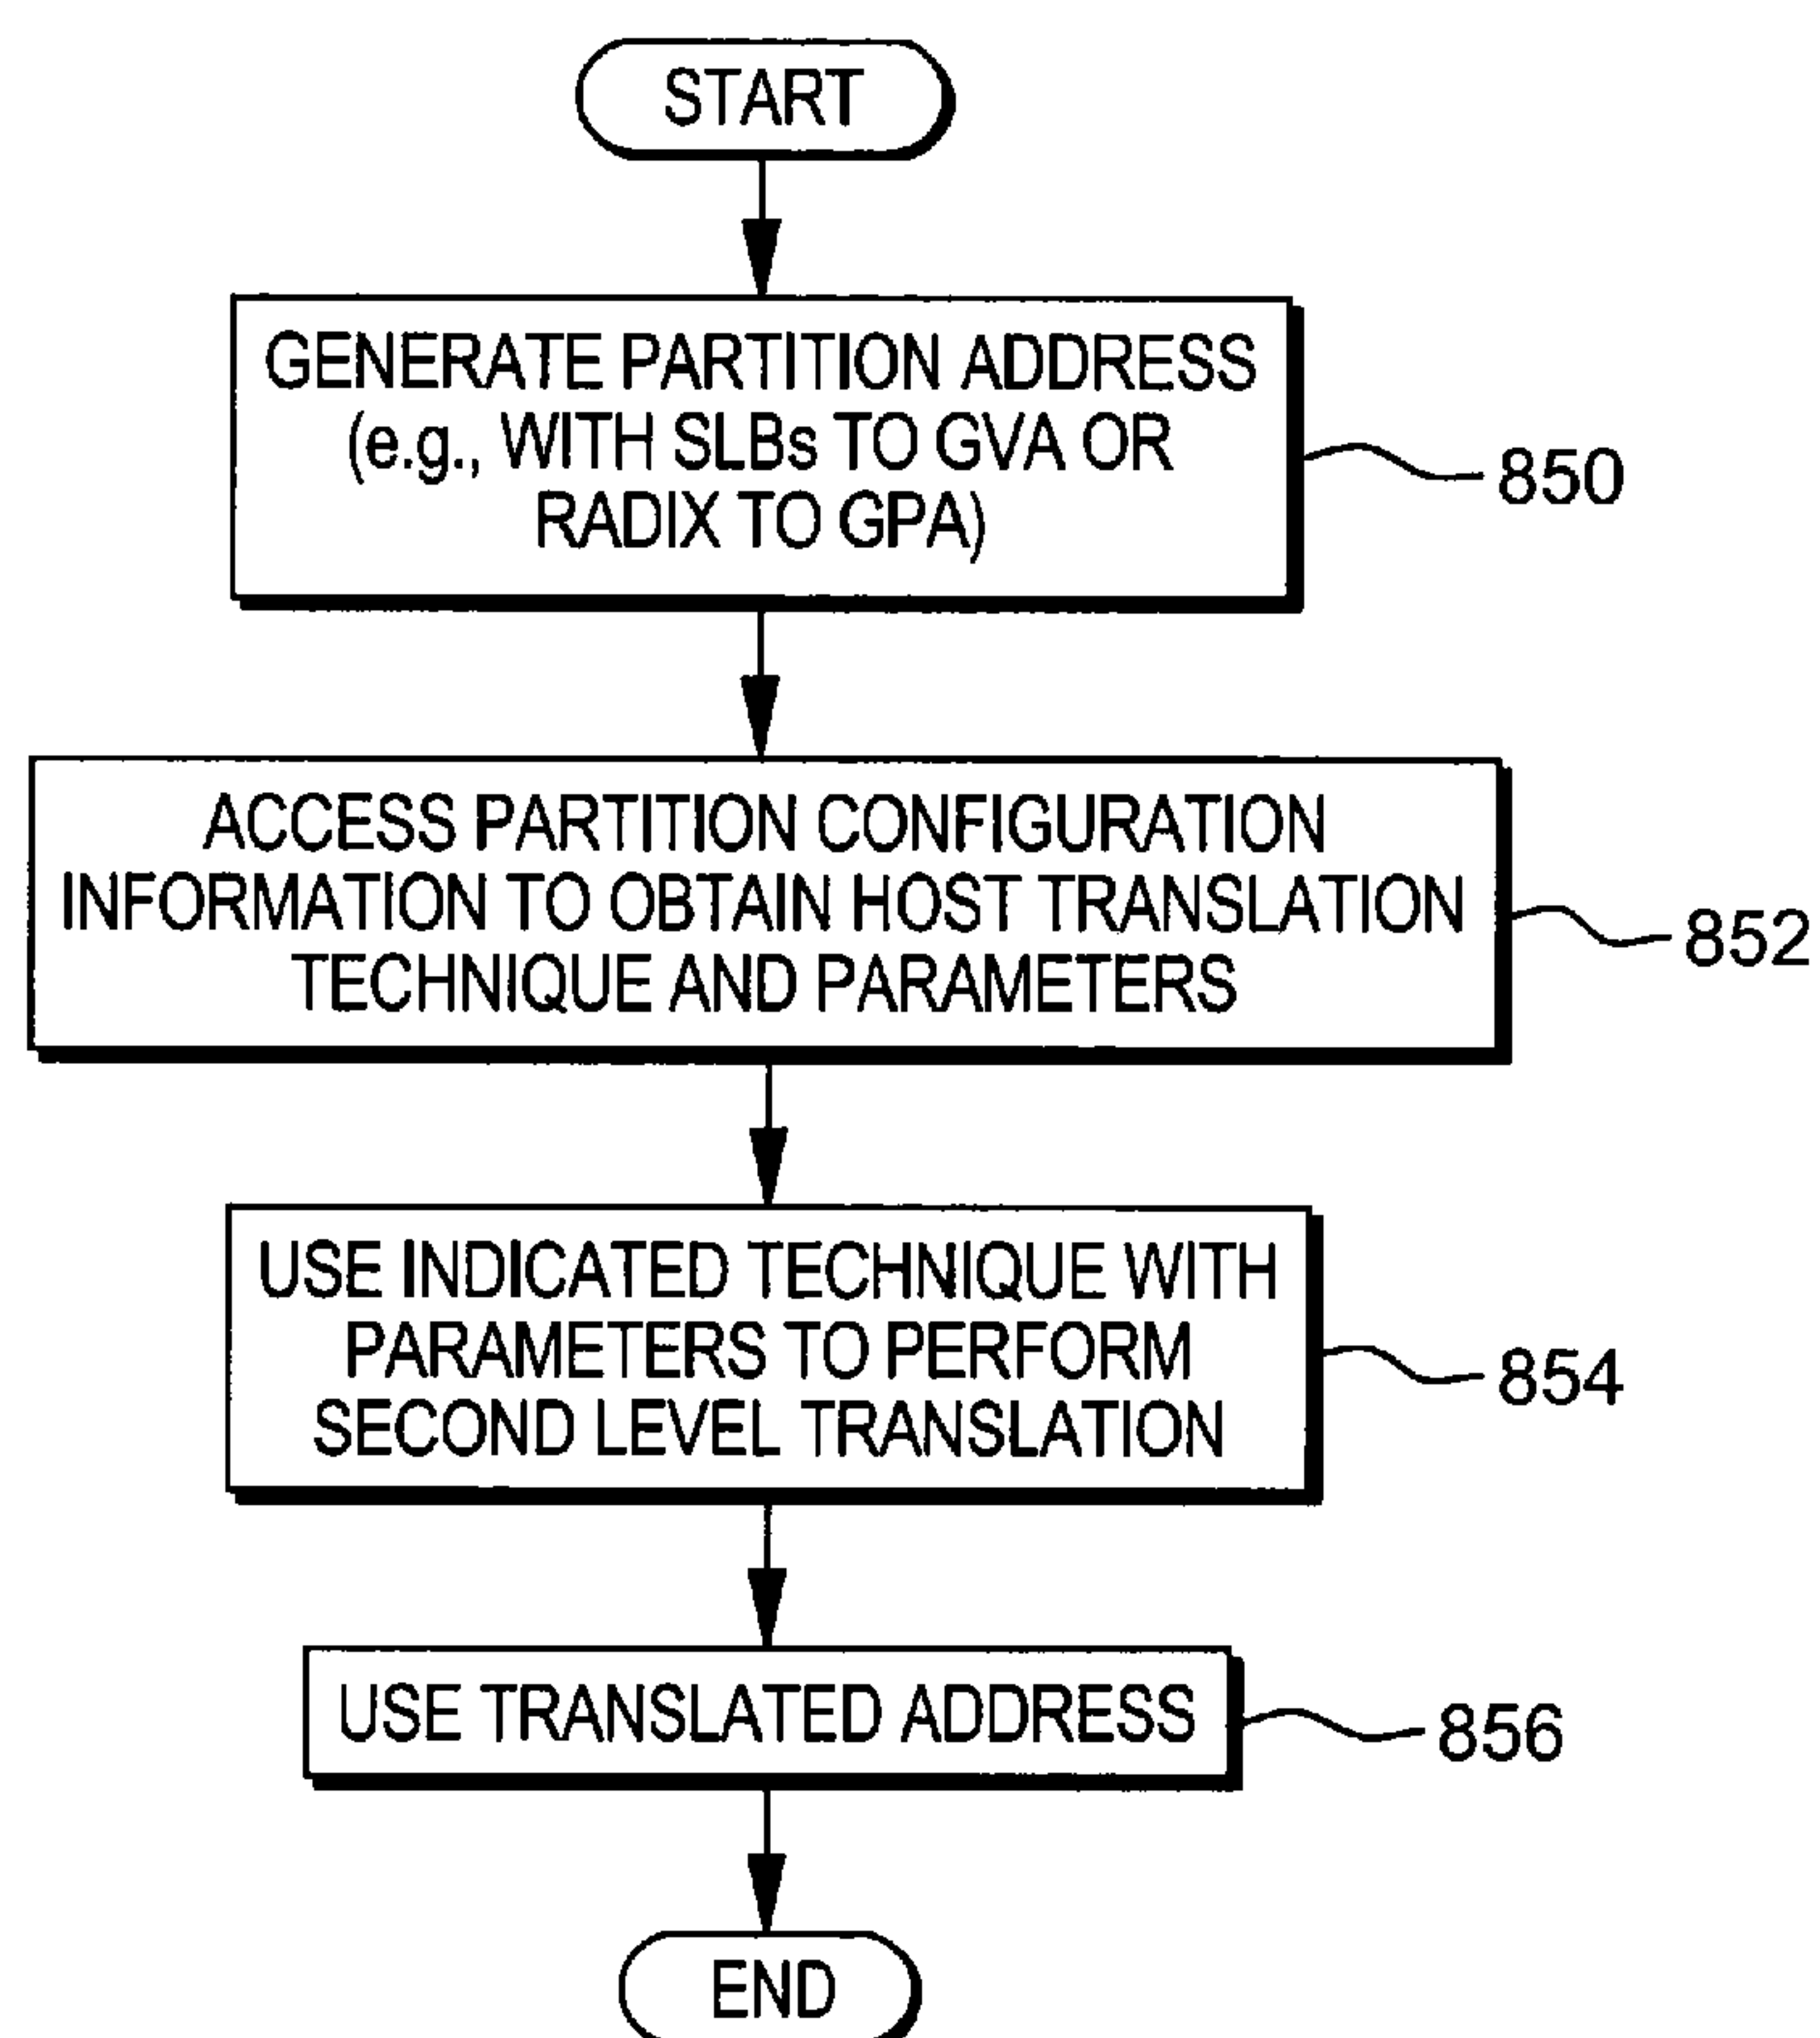 START
GENERATE PARTITION ADDRESS
(e.g., WITH SLBs TO GVA OR
RADIX TO GPA)
850
ACCESS PARTITION CONFIGURATION
INFORMATION TO OBTAIN HOST TRANSLATION
TECHNIQUE AND PARAMETERS
852
USE INDICATED TECHNIQUE WITH
PARAMETERS TO PERFORM
SECOND LEVEL TRANSLATION
854
USE TRANSLATED ADDRESS
856
END